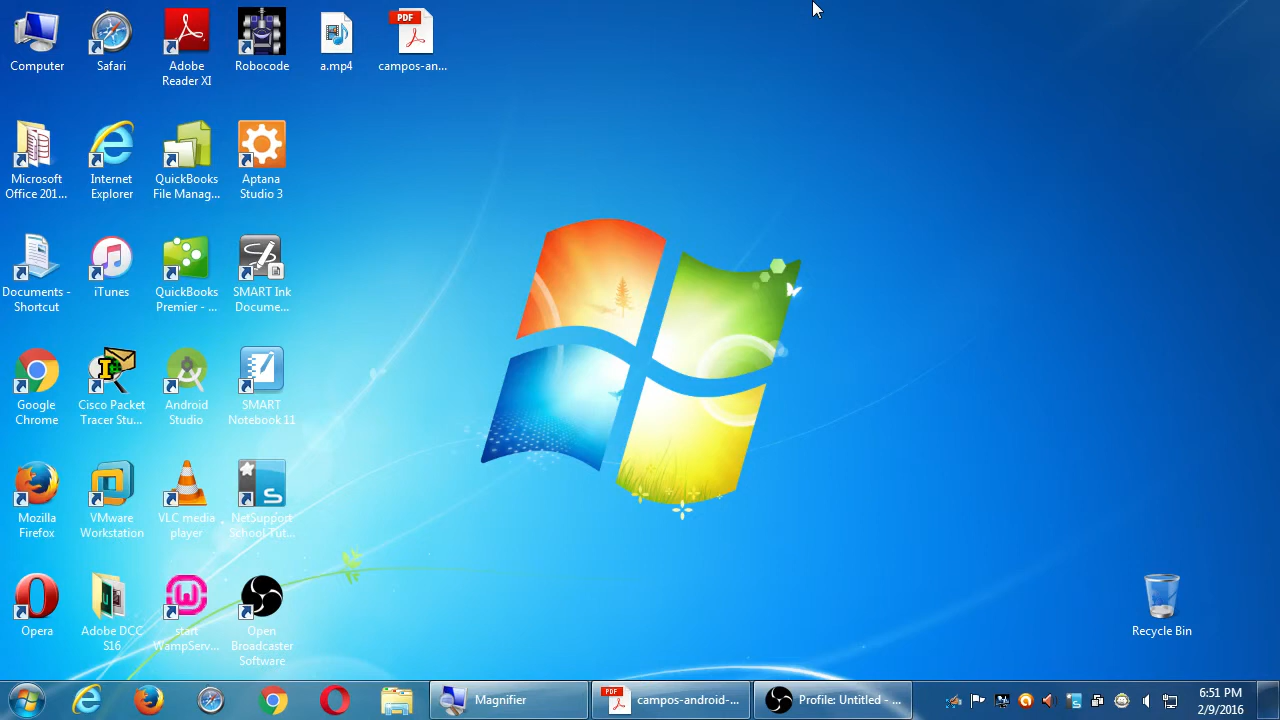 Computer
Safari
Adobe
Reader XI
Robocode
a.mp4
PDF
campos-an...
Microsoft
Office 201...
Internet
Explorer
QuickBooks
File Manag...
Aptana
Studio 3
Documents -
Shortcut
iTunes
QuickBooks
Premier - ...
SMART Ink
Docume...
Google
Chrome
Cisco Packet
Tracer Stu...
Android
Studio
SMART
Notebook 11
Mozilla
Firefox
VMware
Workstation
VLC media
player
NetSupport
School Tut...
Opera
Adobe DCC
S16
start
WampServ...
Open
Broadcaster
Software
Recycle Bin
Magnifier
PDF
campos-android-...
Profile: Untitled - ...
6:51 PM
2/9/2016